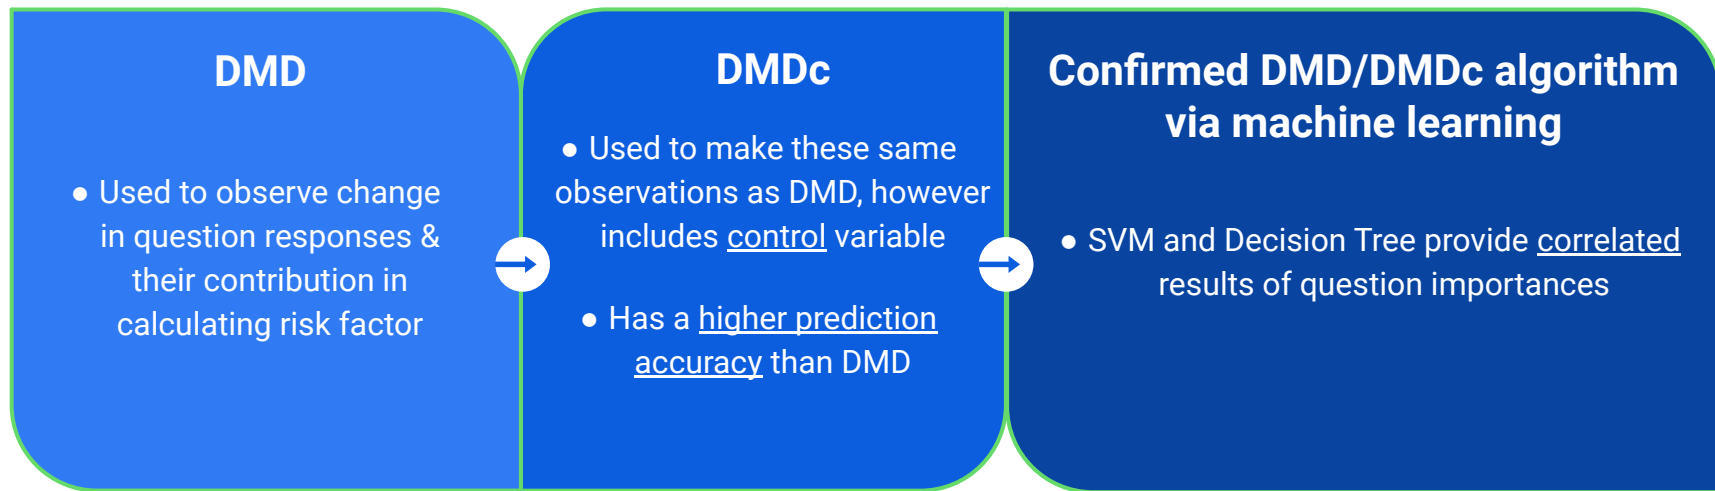 DMD
● Used to observe change
in question responses &
their contribution in
calculating risk factor
DMDc
● Used to make these same
observations as DMD, however
includes control variable
● Has a higher prediction
accuracy than DMD
Confirmed DMD/DMDc algorithm
via machine learning
● SVM and Decision Tree provide correlated
results of question importances